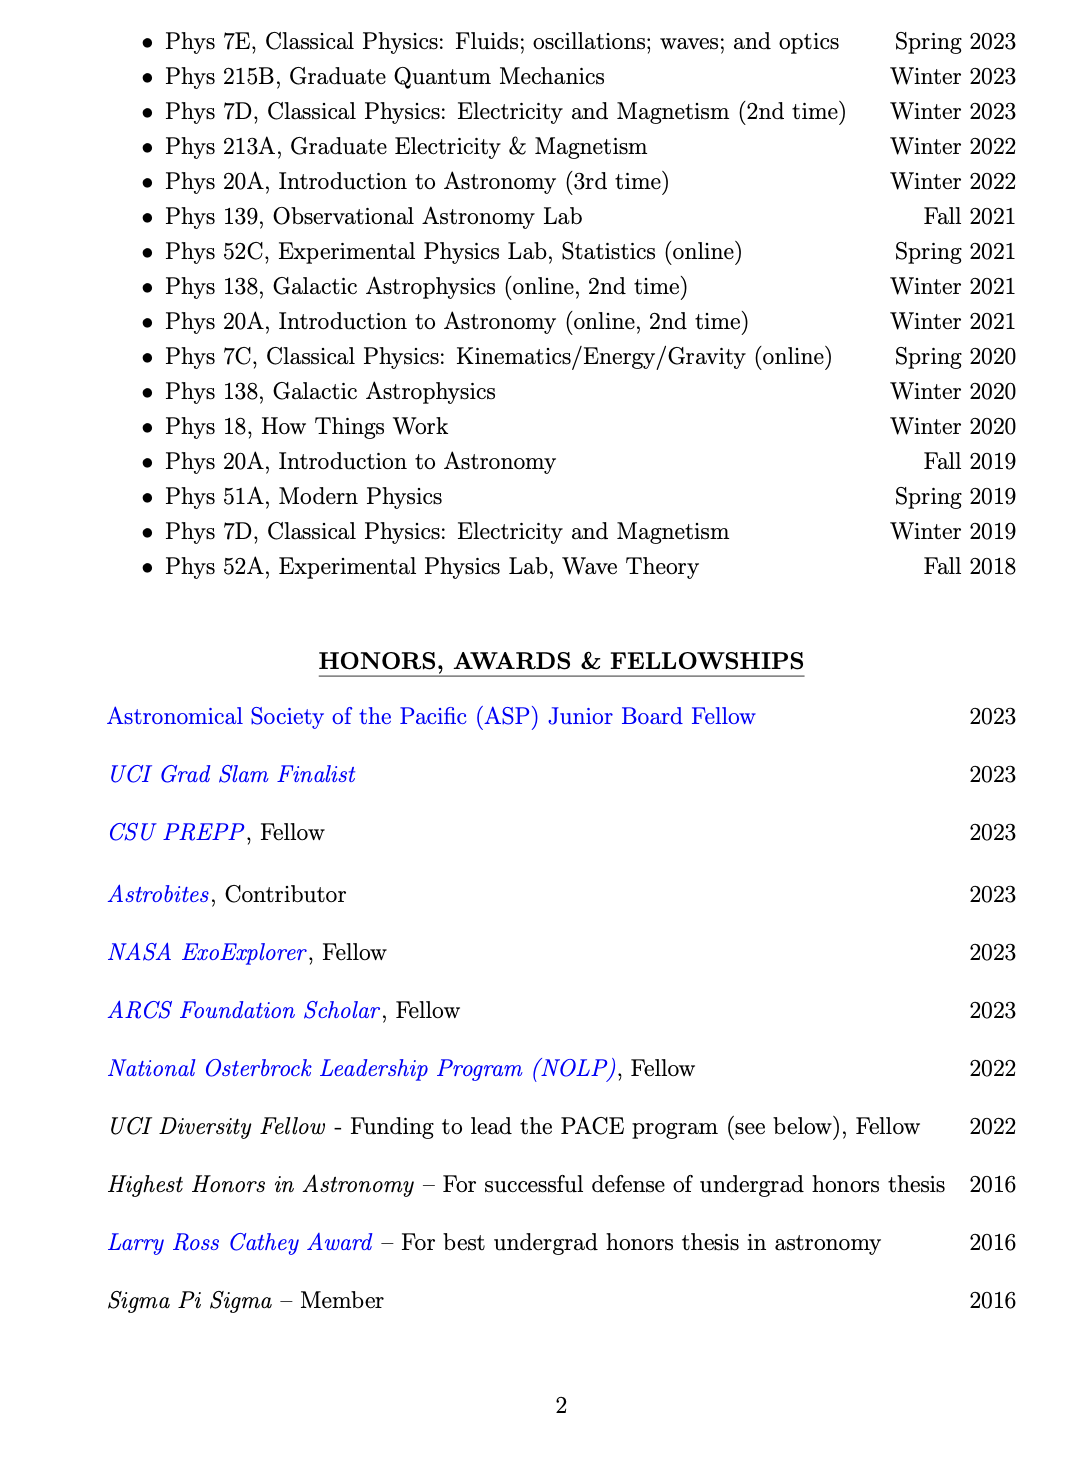 • Phys 7E, Classical Physics: Fluids; oscillations; waves; and optics Spring 2023
• Phys 215B, Graduate Quantum Mechanics Winter 2023
• Phys 7D, Classical Physics: Electricity and Magnetism (2nd time) Winter 2023
• Phys 213A, Graduate Electricity & Magnetism Winter 2022
• Phys 20A, Introduction to Astronomy (3rd time) Winter 2022
• Phys 139, Observational Astronomy Lab Fall 2021
• Phys 52C, Experimental Physics Lab, Statistics (online) Spring 2021
• Phys 138, Galactic Astrophysics (online, 2nd time) Winter 2021
• Phys 20A, Introduction to Astronomy (online, 2nd time) Winter 2021
• Phys 7C, Classical Physics: Kinematics/Energy/Gravity (online) Spring 2020
• Phys 138, Galactic Astrophysics Winter 2020
• Phys 18, How Things Work Winter 2020
• Phys 20A, Introduction to Astronomy Fall 2019
• Phys 51A, Modern Physics Spring 2019
• Phys 7D, Classical Physics: Electricity and Magnetism Winter 2019
• Phys 52A, Experimental Physics Lab, Wave Theory Fall 2018
HONORS, AWARDS & FELLOWSHIPS
Astronomical Society of the Pacific (ASP) Junior Board Fellow 2023
UCI Grad Slam Finalist 2023
CSU PREPP, Fellow 2023
Astrobites, Contributor 2023
NASA ExoExplorer, Fellow 2023
ARCS Foundation Scholar, Fellow 2023
National Osterbrock Leadership Program (NOLP), Fellow 2022
UCI Diversity Fellow - Funding to lead the PACE program (see below), Fellow 2022
Highest Honors in Astronomy – For successful defense of undergrad honors thesis 2016
Larry Ross Cathey Award – For best undergrad honors thesis in astronomy 2016
Sigma Pi Sigma – Member 2016
2